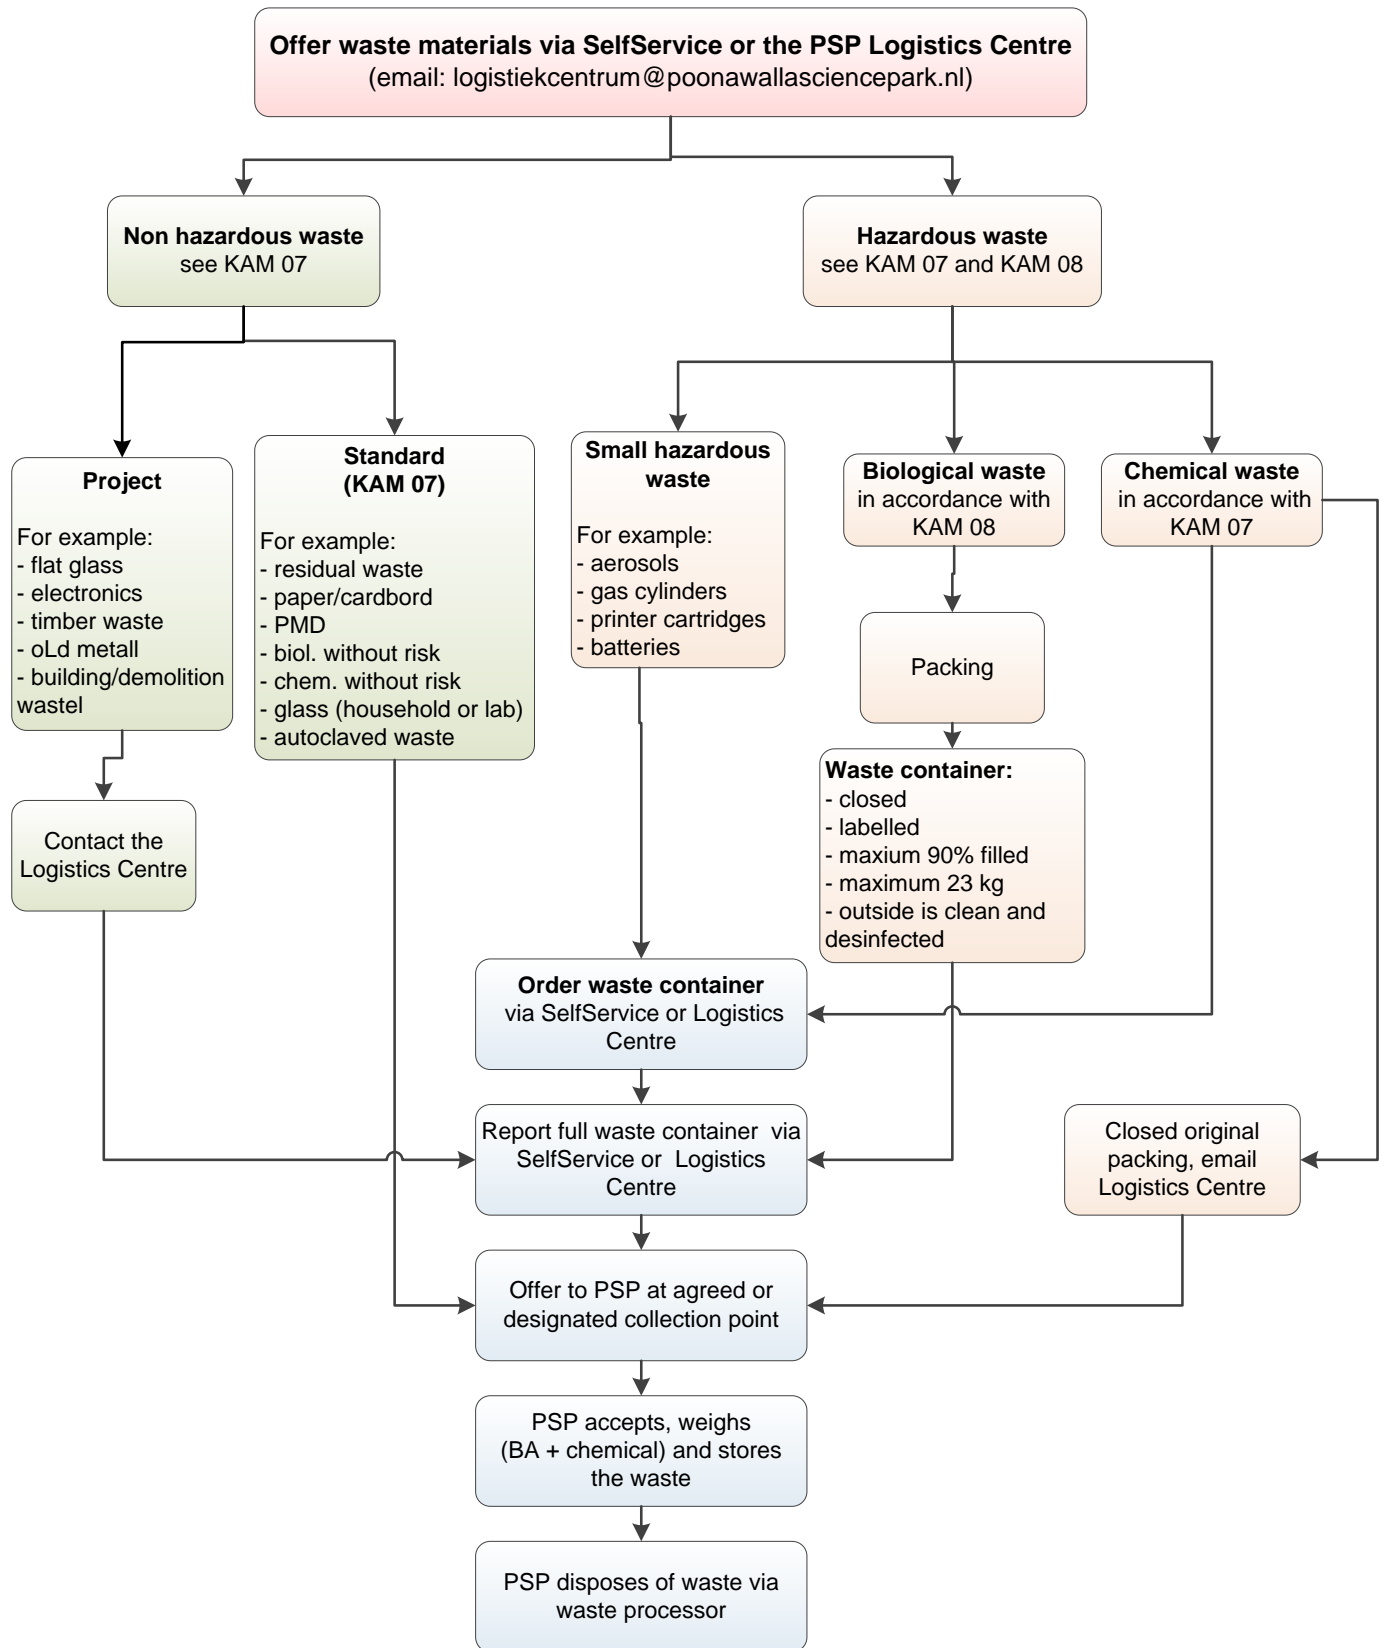 Offer waste materials via SelfService or the PSP Logistics Centre
(email: logistiekcentrum@poonawallasciencepark.nl)
Non hazardous waste
see KAM 07
Hazardous waste
see KAM 07 and KAM 08
Project
For example:
- flat glass
- electronics
- timber waste
- oLd metall
- building/demolition
wastel
Standard
(KAM 07)
For example:
- residual waste
- paper/cardbord
- PMD
- biol. without risk
- chem. without risk
- glass (household or lab)
- autoclaved waste
Small hazardous
waste
For example:
- aerosols
- gas cylinders
- printer cartridges
- batteries
Biological waste
in accordance with
KAM 08
Chemical waste
in accordance with
KAM 07
Packing
Waste container:
- closed
- labelled
- maxium 90% filled
- maximum 23 kg
- outside is clean and
desinfected
Contact the
Logistics Centre
Order waste container
via SelfService or Logistics
Centre
Report full waste container  via
SelfService or  Logistics
Centre
Closed original
packing, email
Logistics Centre
Offer to PSP at agreed or
designated collection point
PSP accepts, weighs
(BA + chemical) and stores
the waste
PSP disposes of waste via
waste processor